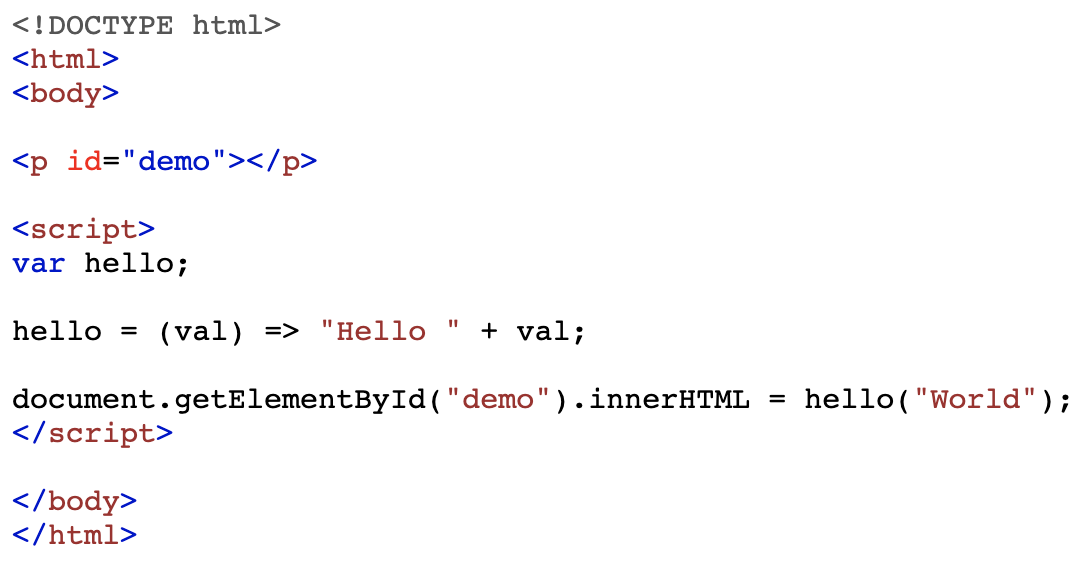 <!DOCTYPE html>
<html>
<body>
<p id="demo"></p>
<script>
var hello;
hello = (val) => "Hello " + val;
document.getElementById("demo").innerHTML = hello("World");
</script>
</body>
</html>